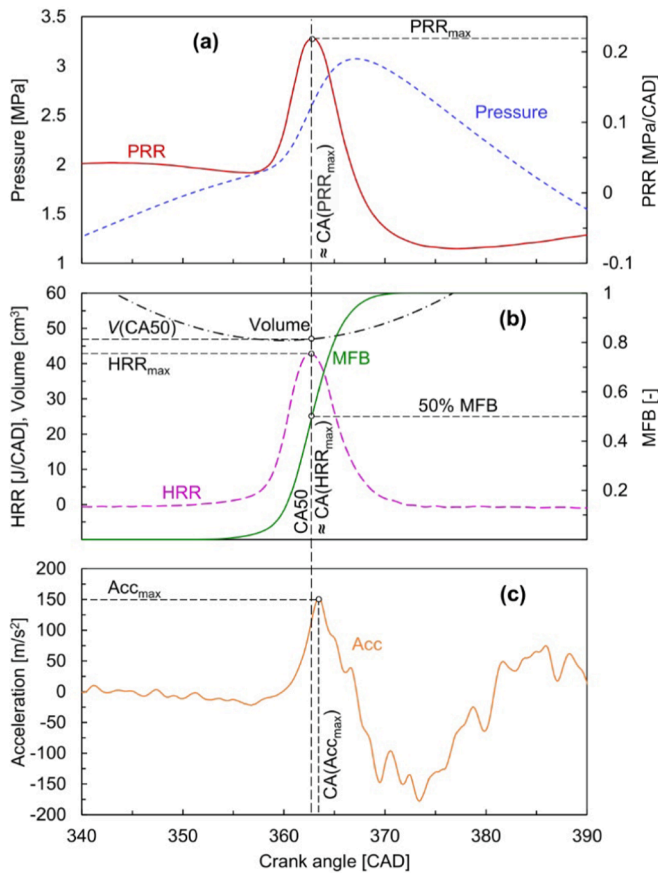 (a)
PRRmax
PRR
Pressure
≈ CA(PRRmax)
Pressure [MPa]
3.5
3
2.5
2
1.5
1
PRR [MPa/CAD]
0.2
0.1
0
-0.1
(b)
V(CA50)
Volume
HRRmax
MFB
50% MFB
HRR
CA50
≈ CA(HRRmax)
HRR [J/CAD], Volume [cm³]
60
50
40
30
20
10
0
MFB [-]
1
0.8
0.6
0.4
0.2
(c)
Accmax
Acc
CA(Accmax)
Acceleration [m/s²]
200
150
100
50
0
-50
-100
-150
-200
340
350
360
370
380
390
Crank angle [CAD]